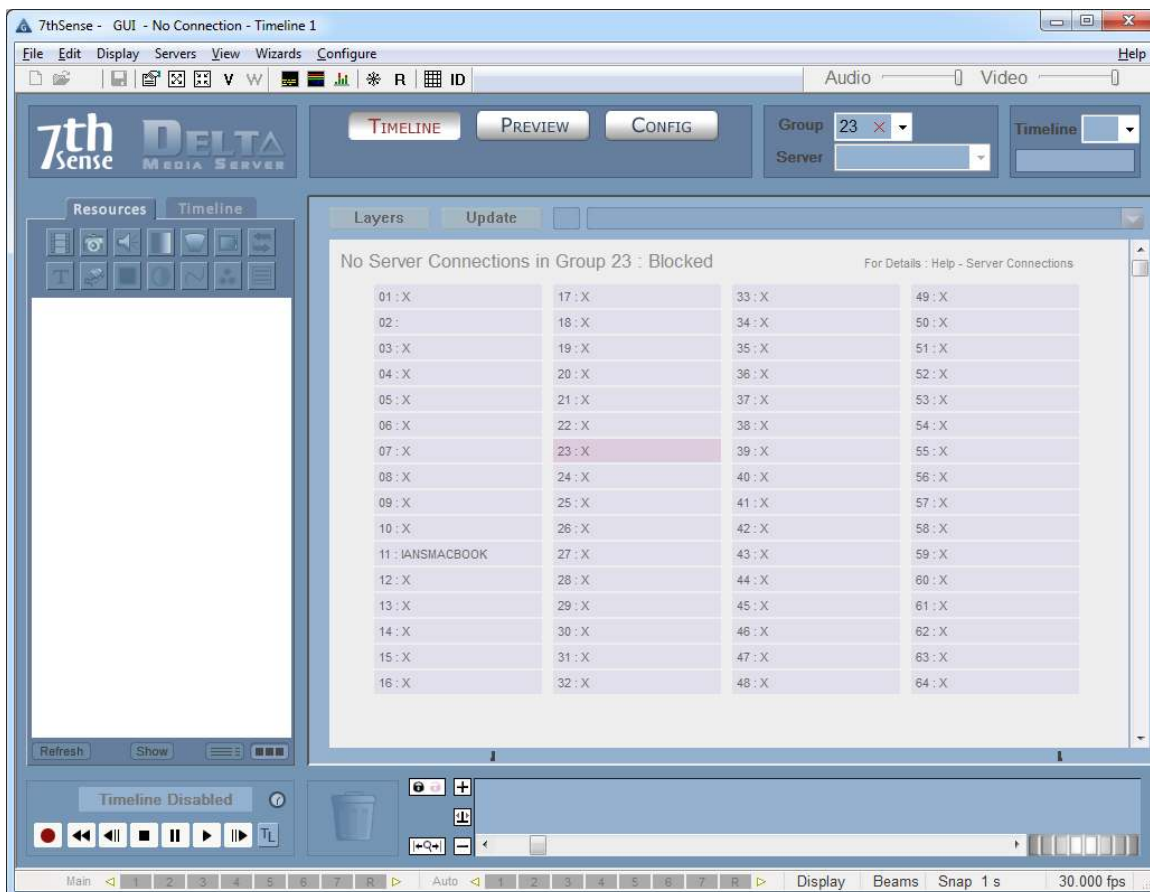 7thSense - GUI - No Connection - Timeline 1
File Edit Display Servers View Wizards Configure Help
V W R ID Audio Video
7th Sense DELTA MEDIA SERVER
TIMELINE PREVIEW CONFIG
Group 23 Timeline
Server
Resources Timeline
Layers Update
T
No Server Connections in Group 23 : Blocked For Details : Help - Server Connections
01 : X 17 : X 33 : X 49 : X
02 : 18 : X 34 : X 50 : X
03 : X 19 : X 35 : X 51 : X
04 : X 20 : X 36 : X 52 : X
05 : X 21 : X 37 : X 53 : X
06 : X 22 : X 38 : X 54 : X
07 : X 23 : X 39 : X 55 : X
08 : X 24 : X 40 : X 56 : X
09 : X 25 : X 41 : X 57 : X
10 : X 26 : X 42 : X 58 : X
11 : IANSMACBOOK 27 : X 43 : X 59 : X
12 : X 28 : X 44 : X 60 : X
13 : X 29 : X 45 : X 61 : X
14 : X 30 : X 46 : X 62 : X
15 : X 31 : X 47 : X 63 : X
16 : X 32 : X 48 : X 64 : X
Refresh Show
Timeline Disabled
TL
Main 1 2 3 4 5 6 7 R Auto 1 2 3 4 5 6 7 R Display Beams Snap 1 s 30.000 fps